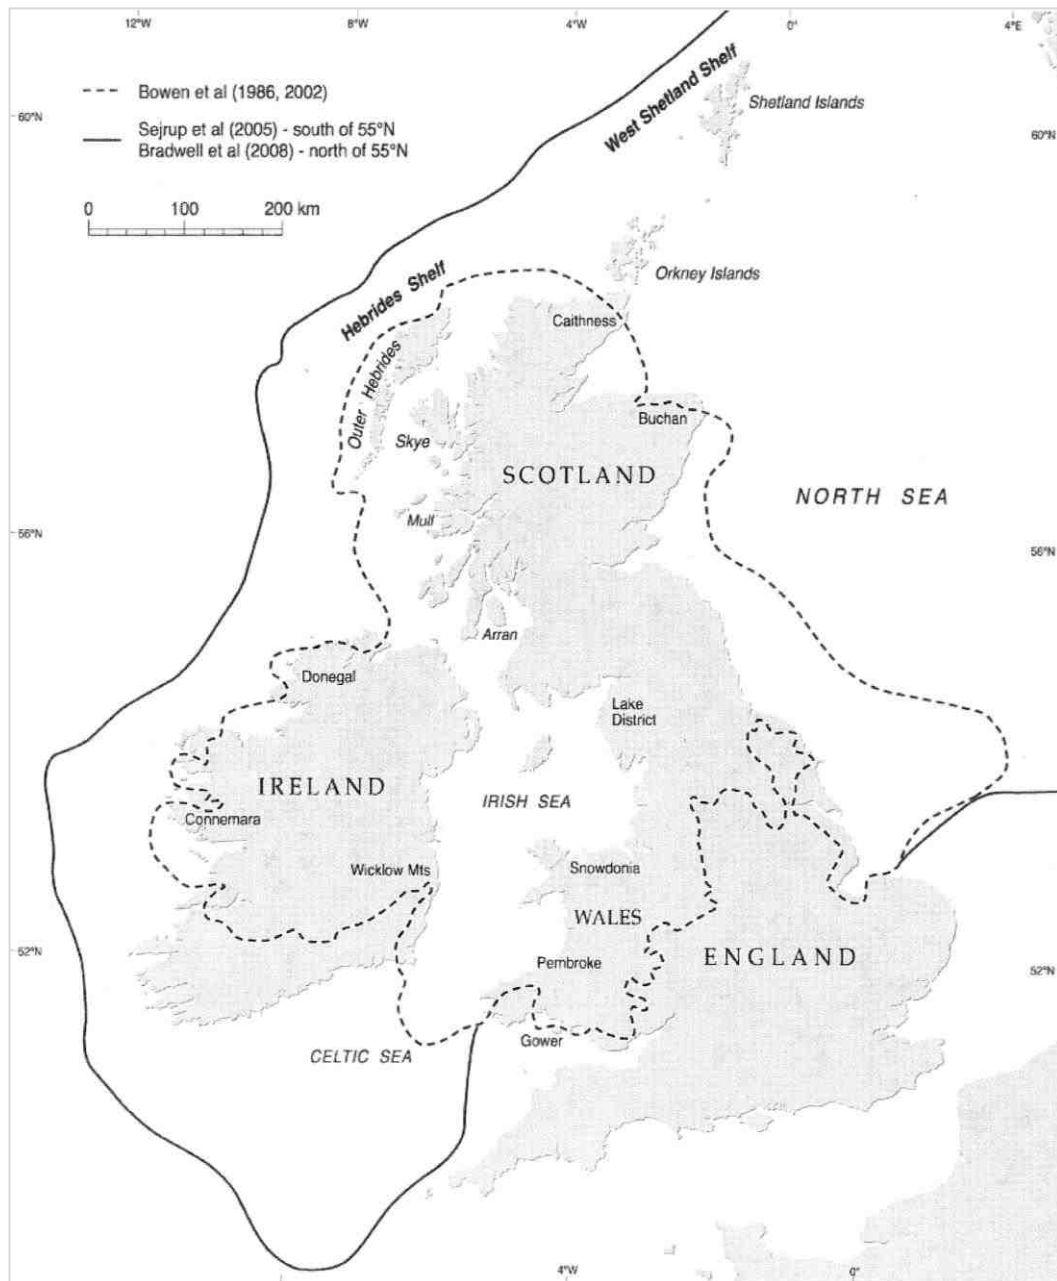 12°W
8°W
4°W
0°
4°E
Bowen et al (1986, 2002)
Sejrup et al (2005) - south of 55°N
Bradwell et al (2008) - north of 55°N
0 100 200 km
60°N
60°N
West Shetland Shelf
Shetland Islands
Orkney Islands
Hebrides Shelf
Caithness
Outer Hebrides
Buchan
Skye
SCOTLAND
NORTH SEA
Mull
56°N
56°N
Arran
Donegal
Lake
District
IRELAND
IRISH SEA
Connemara
Wicklow Mts
Snowdonia
WALES
ENGLAND
52°N
52°N
Pembroke
Gower
CELTIC SEA
4°W
0°